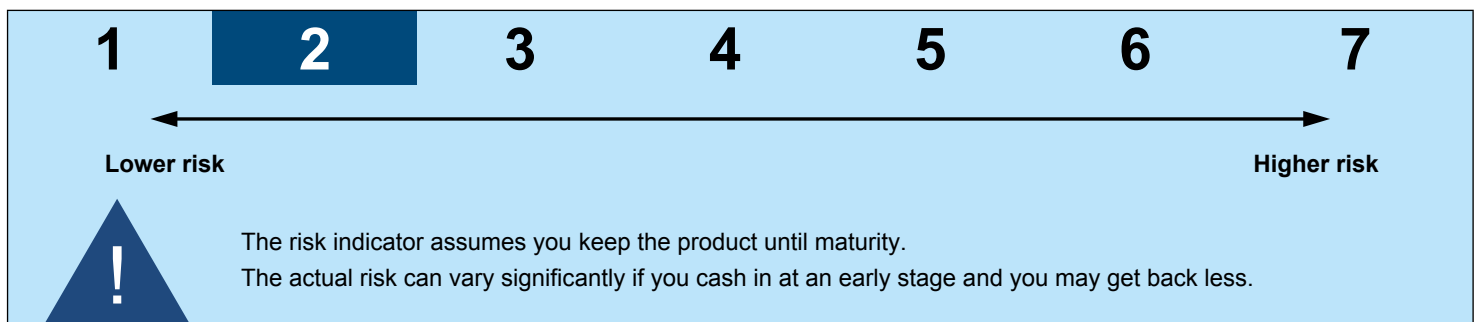 1 2 3 4 5 6 7
Lower risk Higher risk
!
The risk indicator assumes you keep the product until maturity.
The actual risk can vary significantly if you cash in at an early stage and you may get back less.